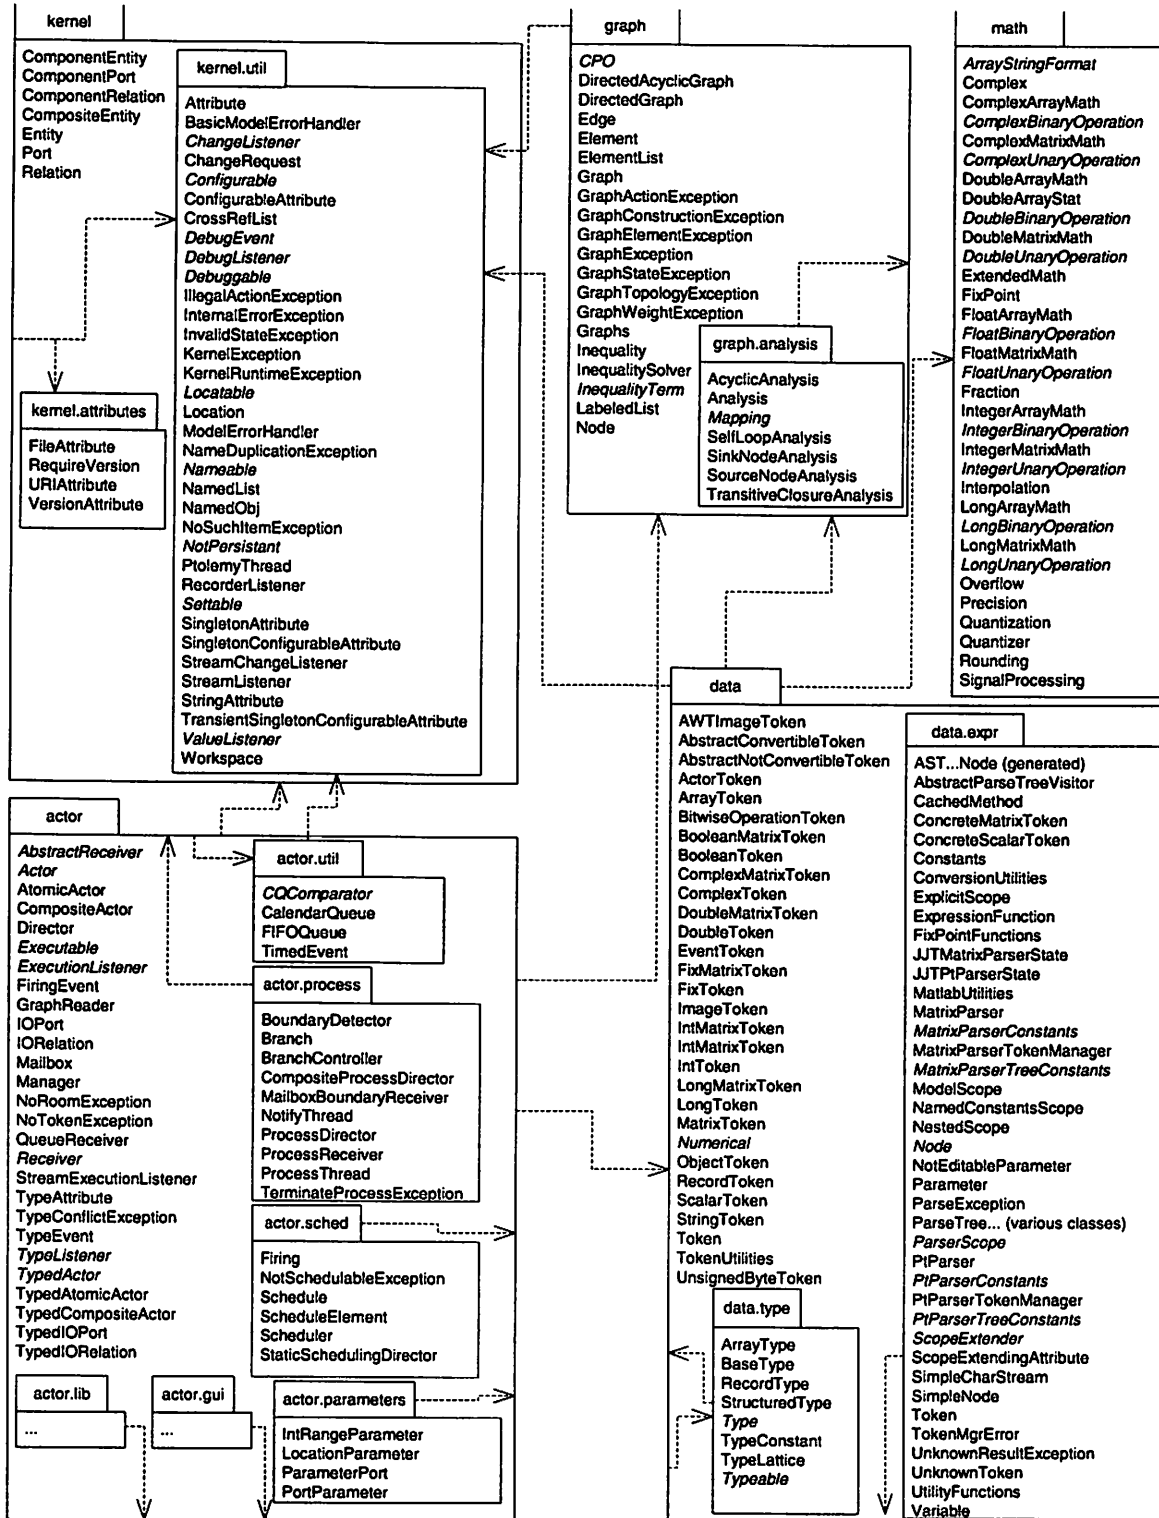 kernel
ComponentEntity
ComponentPort
ComponentRelation
CompositeEntity
Entity
Port
Relation
kernel.util
Attribute
BasicModelErrorHandler
ChangeListener
ChangeRequest
Configurable
ConfigurableAttribute
CrossRefList
DebugEvent
DebugListener
Debuggable
IllegalActionException
InternalErrorException
InvalidStateException
KernelException
KernelRuntimeException
Locatable
Location
ModelErrorHandler
NameDuplicationException
Nameable
NamedList
NamedObj
NoSuchItemException
NotPersistant
PtolemyThread
RecorderListener
Settable
SingletonAttribute
SingletonConfigurableAttribute
StreamChangeListener
StreamListener
StringAttribute
TransientSingletonConfigurableAttribute
ValueListener
Workspace
kernel.attributes
FileAttribute
RequireVersion
URIAttribute
VersionAttribute
graph
CPO
DirectedAcyclicGraph
DirectedGraph
Edge
Element
ElementList
Graph
GraphActionException
GraphConstructionException
GraphElementException
GraphException
GraphStateException
GraphTopologyException
GraphWeightException
Graphs
Inequality
InequalitySolver
InequalityTerm
LabeledList
Node
graph.analysis
AcyclicAnalysis
Analysis
Mapping
SelfLoopAnalysis
SinkNodeAnalysis
SourceNodeAnalysis
TransitiveClosureAnalysis
math
ArrayStringFormat
Complex
ComplexArrayMath
ComplexBinaryOperation
ComplexMatrixMath
ComplexUnaryOperation
DoubleArrayMath
DoubleArrayStat
DoubleBinaryOperation
DoubleMatrixMath
DoubleUnaryOperation
ExtendedMath
FixPoint
FloatArrayMath
FloatBinaryOperation
FloatMatrixMath
FloatUnaryOperation
Fraction
IntegerArrayMath
IntegerBinaryOperation
IntegerMatrixMath
IntegerUnaryOperation
Interpolation
LongArrayMath
LongBinaryOperation
LongMatrixMath
LongUnaryOperation
Overflow
Precision
Quantization
Quantizer
Rounding
SignalProcessing
actor
AbstractReceiver
Actor
AtomicActor
CompositeActor
Director
Executable
ExecutionListener
FiringEvent
GraphReader
IOPort
IORelation
Mailbox
Manager
NoRoomException
NoTokenException
QueueReceiver
Receiver
StreamExecutionListener
TypeAttribute
TypeConflictException
TypeEvent
TypeListener
TypedActor
TypedAtomicActor
TypedCompositeActor
TypedIOPort
TypedIORelation
actor.util
CQComparator
CalendarQueue
FIFOQueue
TimedEvent
actor.process
BoundaryDetector
Branch
BranchController
CompositeProcessDirector
MailboxBoundaryReceiver
NotifyThread
ProcessDirector
ProcessReceiver
ProcessThread
TerminateProcessException
actor.sched
Firing
NotSchedulableException
Schedule
ScheduleElement
Scheduler
StaticSchedulingDirector
actor.lib
...
actor.gui
...
actor.parameters
IntRangeParameter
LocationParameter
ParameterPort
PortParameter
data
AWTImageToken
AbstractConvertibleToken
AbstractNotConvertibleToken
ActorToken
ArrayToken
BitwiseOperationToken
BooleanMatrixToken
BooleanToken
ComplexMatrixToken
ComplexToken
DoubleMatrixToken
DoubleToken
EventToken
FixMatrixToken
FixToken
ImageToken
IntMatrixToken
IntMatrixToken
IntToken
LongMatrixToken
LongToken
MatrixToken
Numerical
ObjectToken
RecordToken
ScalarToken
StringToken
Token
TokenUtilities
UnsignedByteToken
data.type
ArrayType
BaseType
RecordType
StructuredType
Type
TypeConstant
TypeLattice
Typeable
data.expr
AST...Node (generated)
AbstractParseTreeVisitor
CachedMethod
ConcreteMatrixToken
ConcreteScalarToken
Constants
ConversionUtilities
ExplicitScope
ExpressionFunction
FixPointFunctions
JJTMatrixParserState
JJTPtParserState
MatlabUtilities
MatrixParser
MatrixParserConstants
MatrixParserTokenManager
MatrixParserTreeConstants
ModelScope
NamedConstantsScope
NestedScope
Node
NotEditableParameter
Parameter
ParseException
ParseTree... (various classes)
ParserScope
PtParser
PtParserConstants
PtParserTokenManager
PtParserTreeConstants
ScopeExtender
ScopeExtendingAttribute
SimpleCharStream
SimpleNode
Token
TokenMgrError
UnknownResultException
UnknownToken
UtilityFunctions
Variable